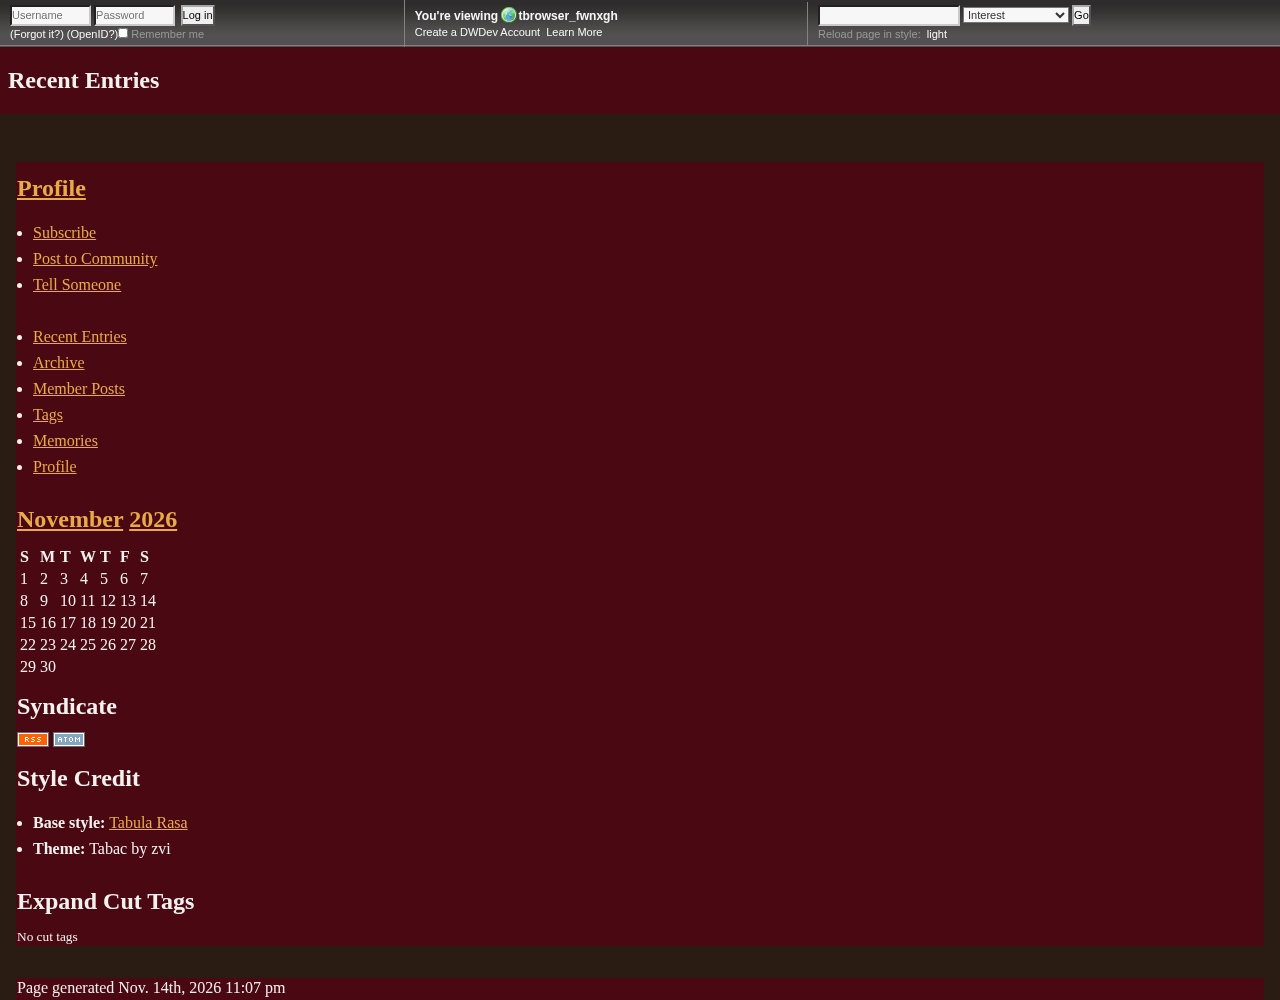 Username Password Log in
(Forgot it?) (OpenID?) Remember me
You're viewing tbrowser_fwnxgh
Create a DWDev Account Learn More
Interest Go
Reload page in style: light
Recent Entries
Profile
Subscribe
Post to Community
Tell Someone
Recent Entries
Archive
Member Posts
Tags
Memories
Profile
November 2026
S M T W T F S
1 2 3 4 5 6 7
8 9 10 11 12 13 14
15 16 17 18 19 20 21
22 23 24 25 26 27 28
29 30
Syndicate
RSS ATOM
Style Credit
Base style: Tabula Rasa
Theme: Tabac by zvi
Expand Cut Tags
No cut tags
Page generated Nov. 14th, 2026 11:07 pm